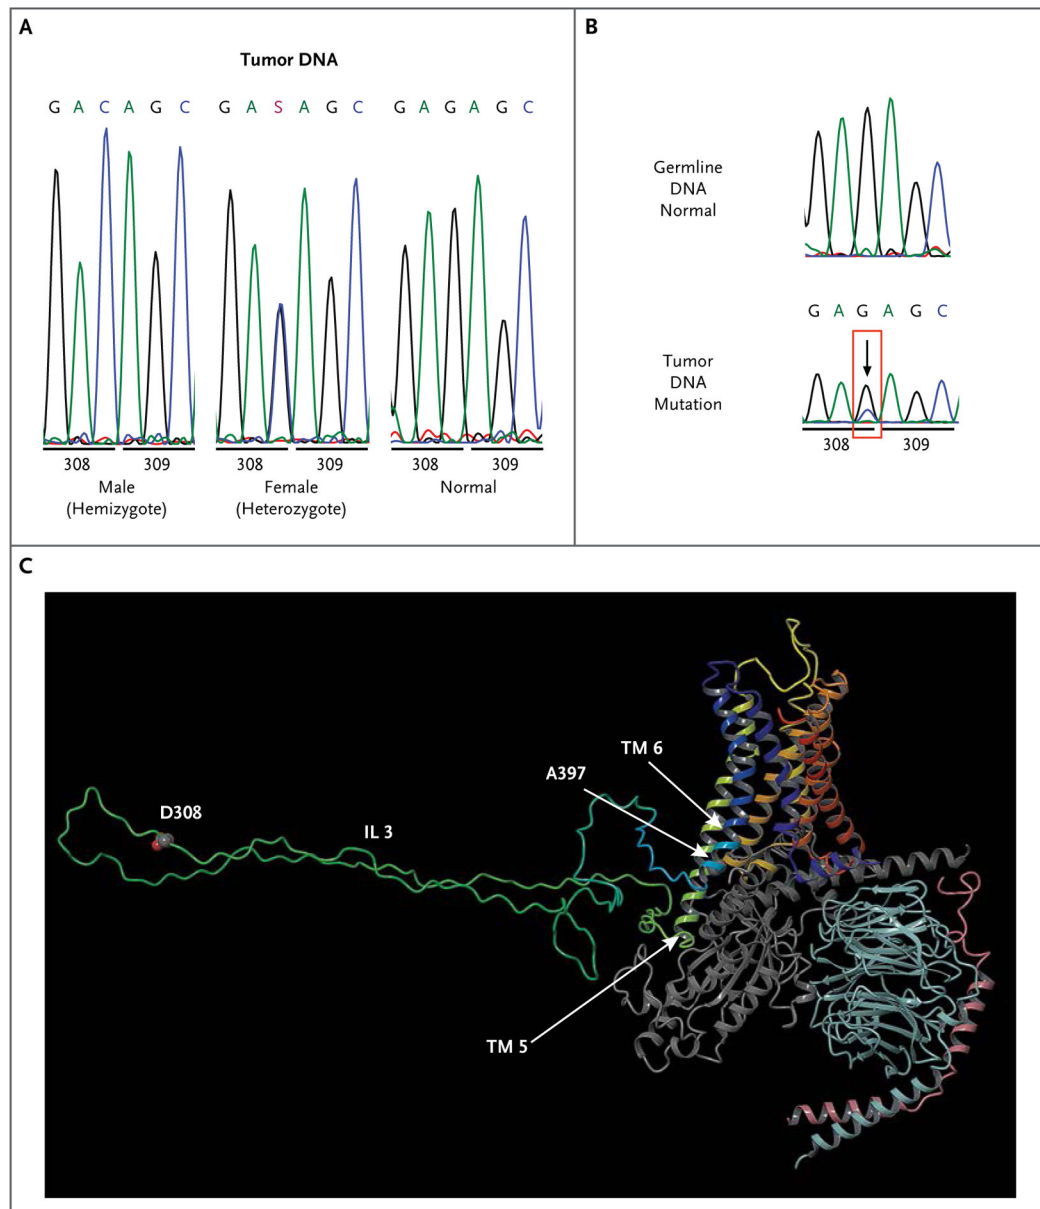 A
Tumor DNA
G A C A G C
G A S A G C
G A G A G C
308 309
Male
(Hemizygote)
308 309
Female
(Heterozygote)
308 309
Normal
B
Germline
DNA
Normal
G A G A G C
Tumor
DNA
Mutation
308 309
C
D308
IL 3
A397
TM 6
TM 5